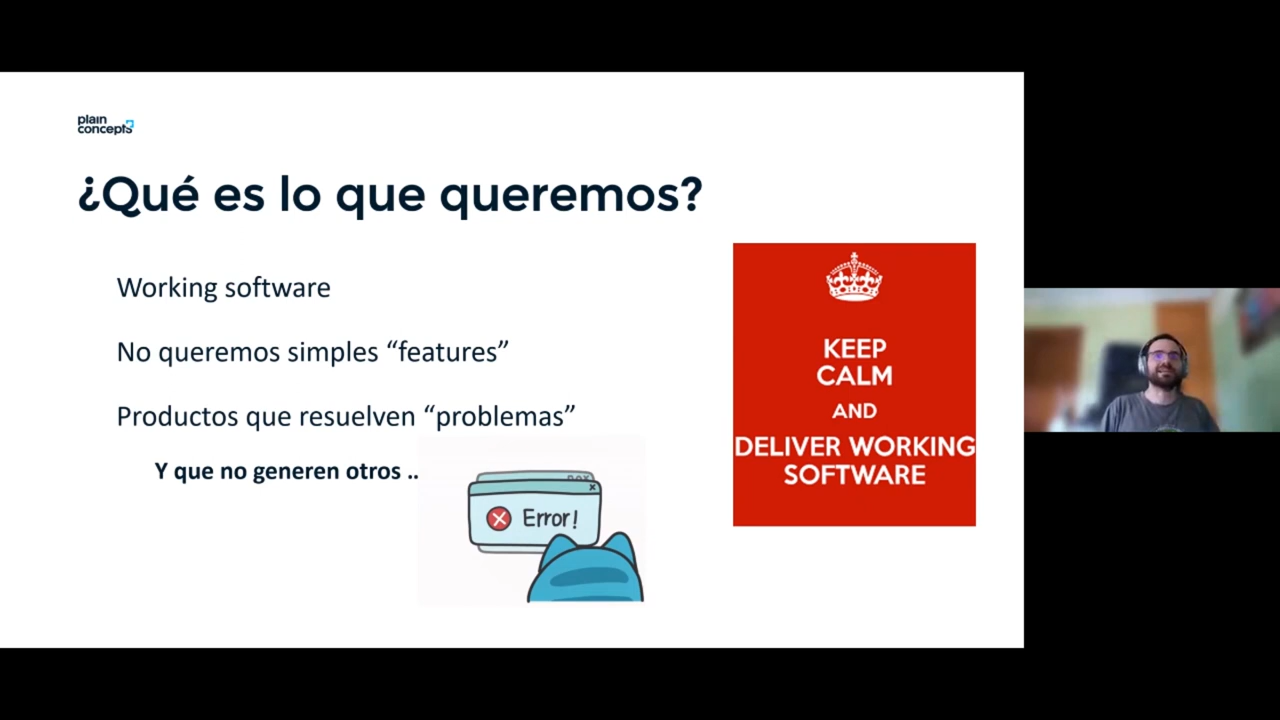 plain
concepts
¿Qué es lo que queremos?
Working software
No queremos simples “features”
Productos que resuelven “problemas”
Y que no generen otros ..
Error!
KEEP
CALM
AND
DELIVER WORKING
SOFTWARE